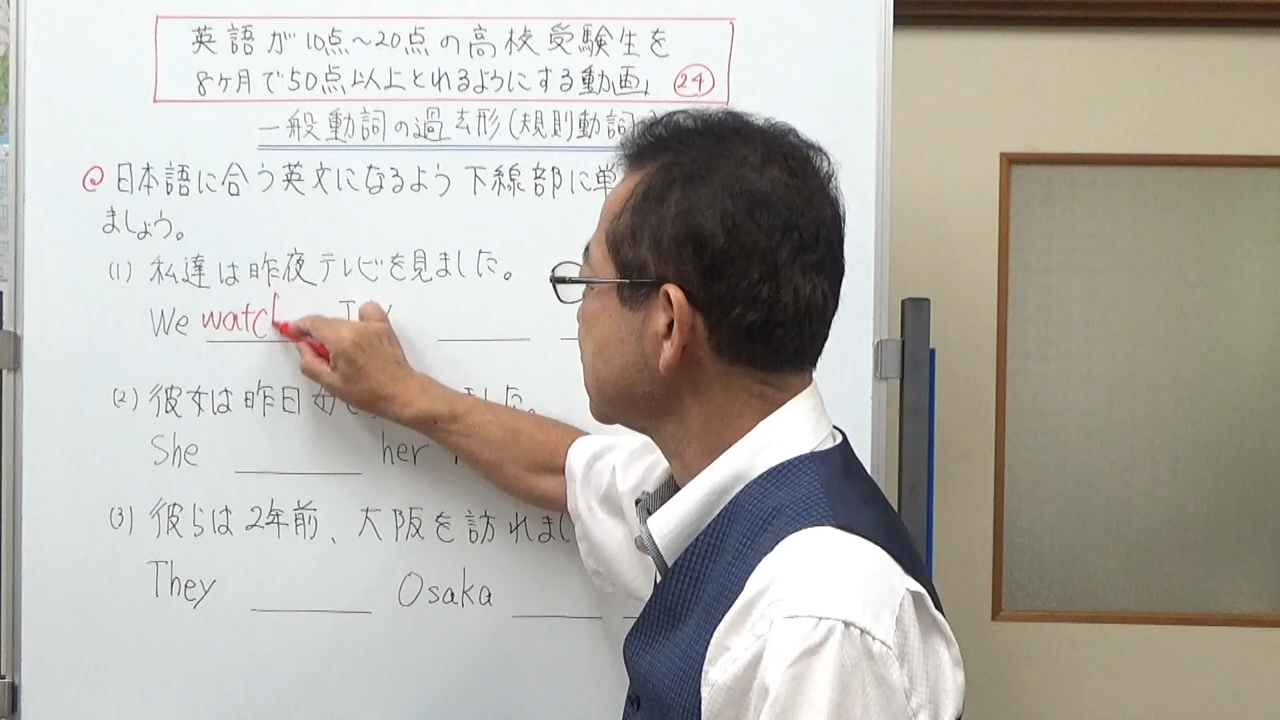 英語が10点～20点の高校受験生を
8ヶ月で50点以上とれるようにする動画」 24
一般動詞の過去形(規則動詞
@ 日本語に合う英文になるよう下線部に単
ましょう。
(1) 私達は昨夜テレビを見ました。
We watch
(2) 彼女は昨日
She her
(3) 彼らは2年前、大阪を訪れまし
They Osaka